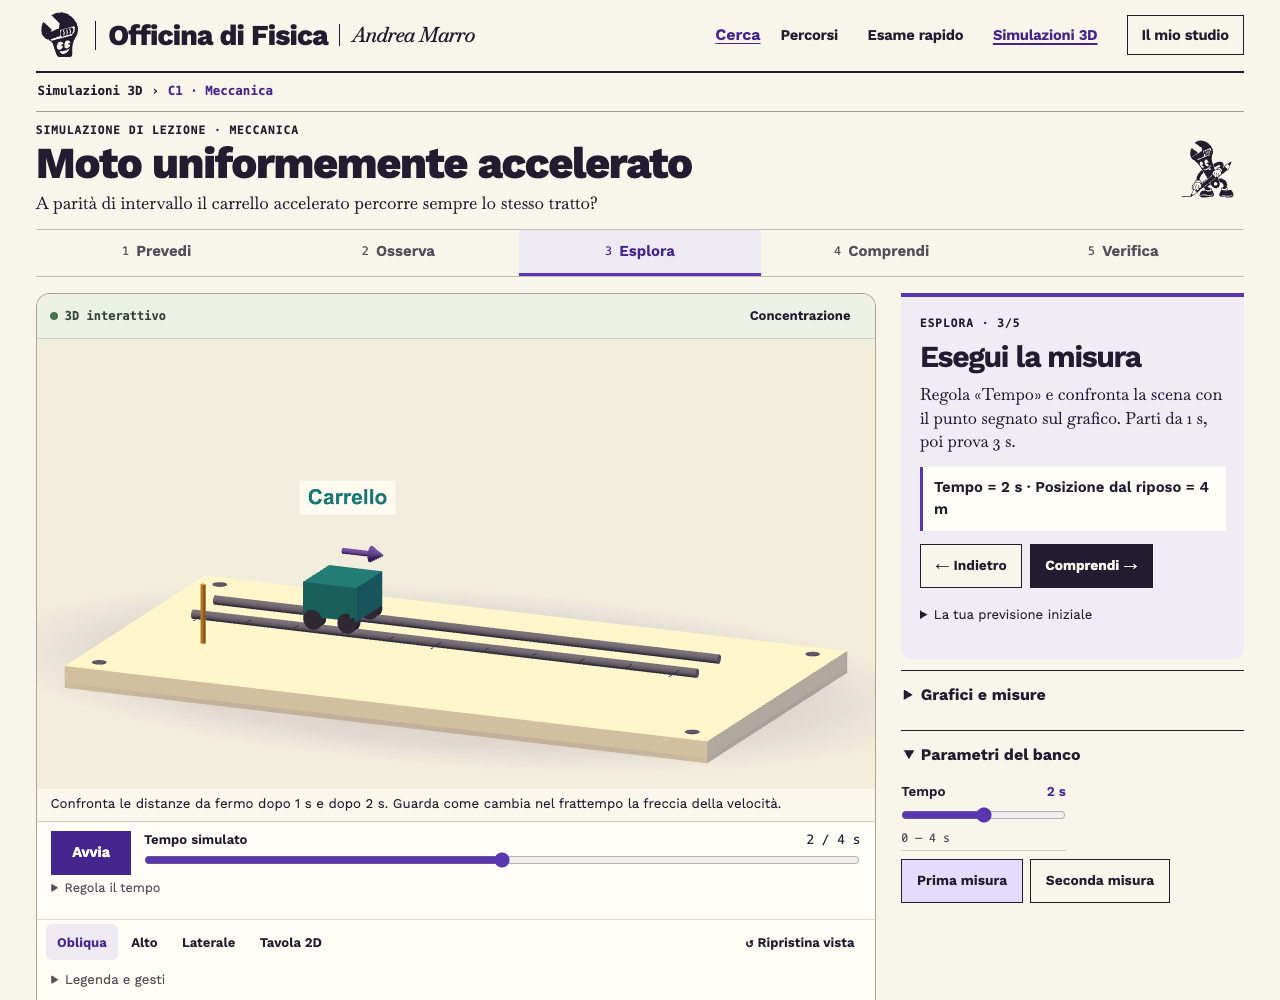 Officina di Fisica
Andrea Marro
Cerca
Percorsi
Esame rapido
Simulazioni 3D
Il mio studio
Simulazioni 3D › C1 · Meccanica
SIMULAZIONE DI LEZIONE · MECCANICA
Moto uniformemente accelerato
A parità di intervallo il carrello accelerato percorre sempre lo stesso tratto?
1 Prevedi
2 Osserva
3 Esplora
4 Comprendi
5 Verifica
3D interattivo
Concentrazione
Carrello
Confronta le distanze da fermo dopo 1 s e dopo 2 s. Guarda come cambia nel frattempo la freccia della velocità.
Avvia
Tempo simulato
2 / 4 s
▶ Regola il tempo
Obliqua
Alto
Laterale
Tavola 2D
↺ Ripristina vista
▶ Legenda e gesti
ESPLORA · 3/5
Esegui la misura
Regola «Tempo» e confronta la scena con
il punto segnato sul grafico. Parti da 1 s,
poi prova 3 s.
Tempo = 2 s · Posizione dal riposo = 4
m
← Indietro
Comprendi →
▶ La tua previsione iniziale
▶ Grafici e misure
▼ Parametri del banco
Tempo
2 s
0 — 4 s
Prima misura
Seconda misura